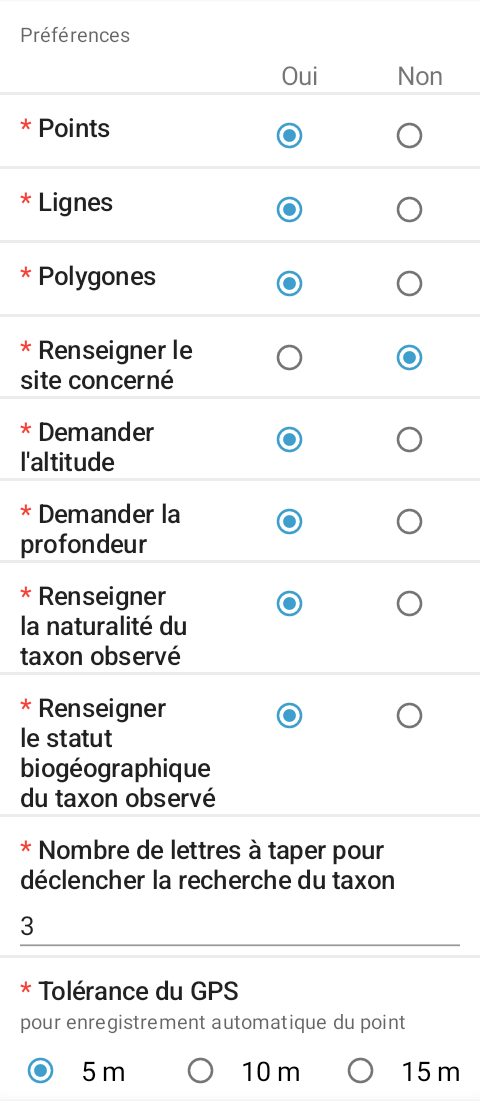 Préférences
Oui Non
* Points
* Lignes
* Polygones
* Renseigner le
site concerné
* Demander
l'altitude
* Demander la
profondeur
* Renseigner
la naturalité du
taxon observé
* Renseigner
le statut
biogéographique
du taxon observé
* Nombre de lettres à taper pour
déclencher la recherche du taxon
3
* Tolérance du GPS
pour enregistrement automatique du point
5 m 10 m 15 m